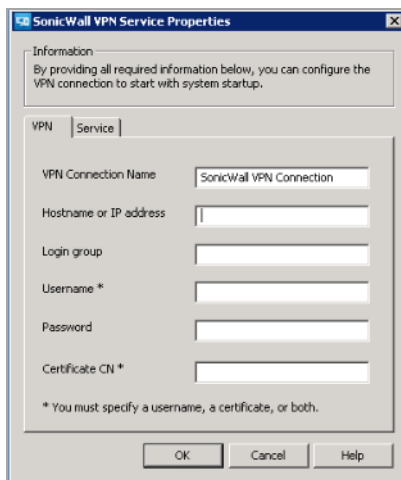 SonicWall VPN Service Properties
Information
By providing all required information below, you can configure the
VPN connection to start with system startup.
VPN Service
VPN Connection Name SonicWall VPN Connection
Hostname or IP address
Login group
Username *
Password
Certificate CN *
* You must specify a username, a certificate, or both.
OK Cancel Help